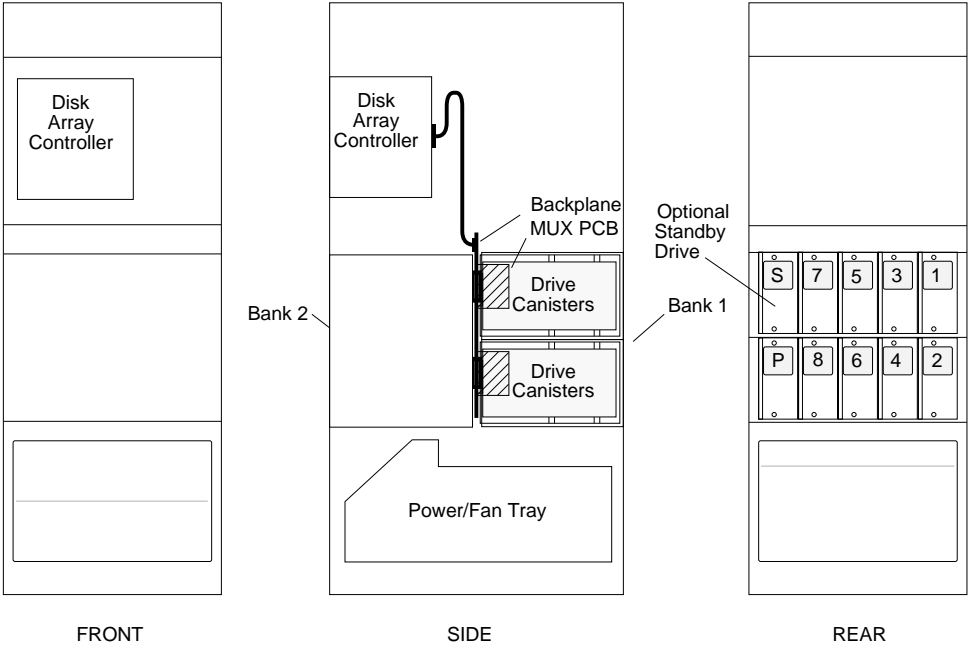 Disk
Array
Controller
Disk
Array
Controller
Backplane
MUX PCB
Drive
Canisters
Drive
Canisters
Bank 2
Bank 1
Power/Fan Tray
Optional
Standby
Drive
S 7 5 3 1
P 8 6 4 2
FRONT
SIDE
REAR